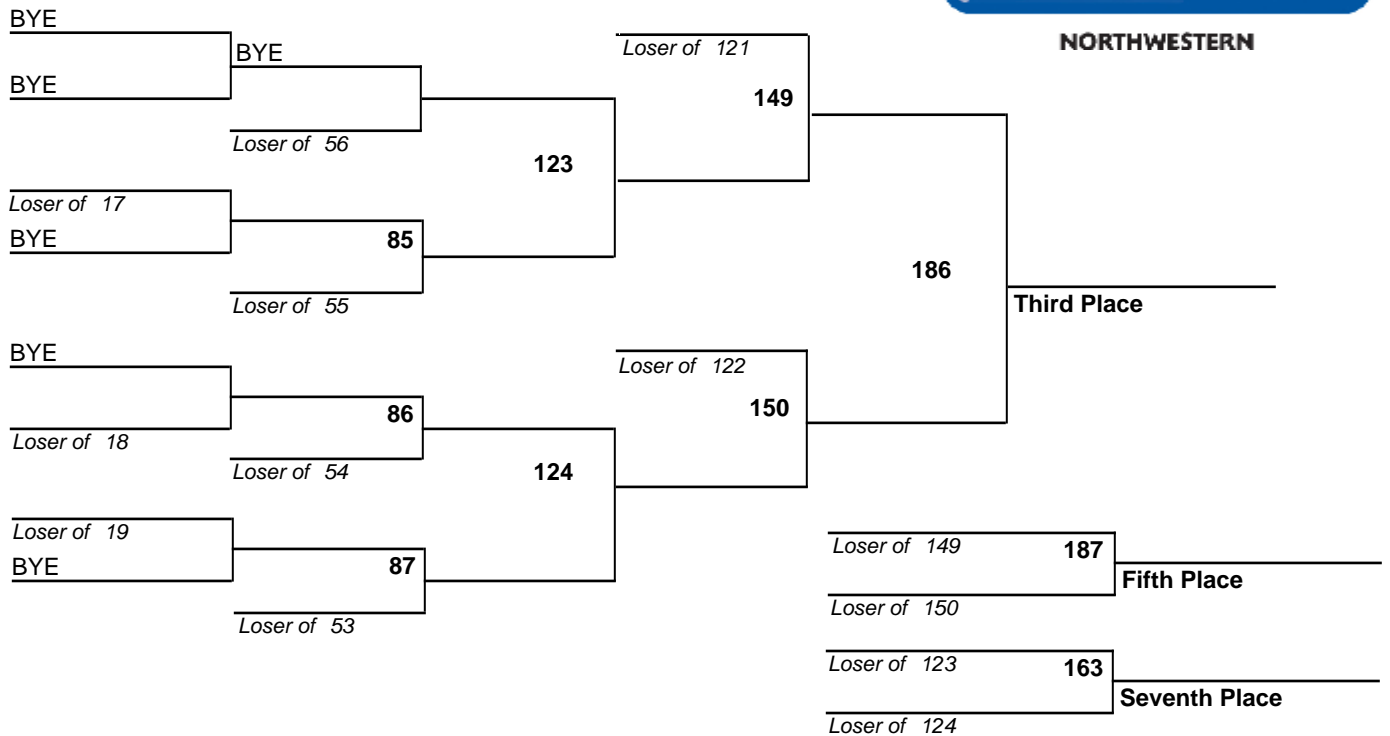 BYE
NORTHWESTERN
BYE
Loser of 121
BYE
149
Loser of 56
123
Loser of 17
BYE
85
186
Loser of 55
Third Place
BYE
Loser of 122
86
150
Loser of 18
Loser of 54
124
Loser of 19
BYE
87
Loser of 149
187
Fifth Place
Loser of 53
Loser of 150
Loser of 123
163
Seventh Place
Loser of 124